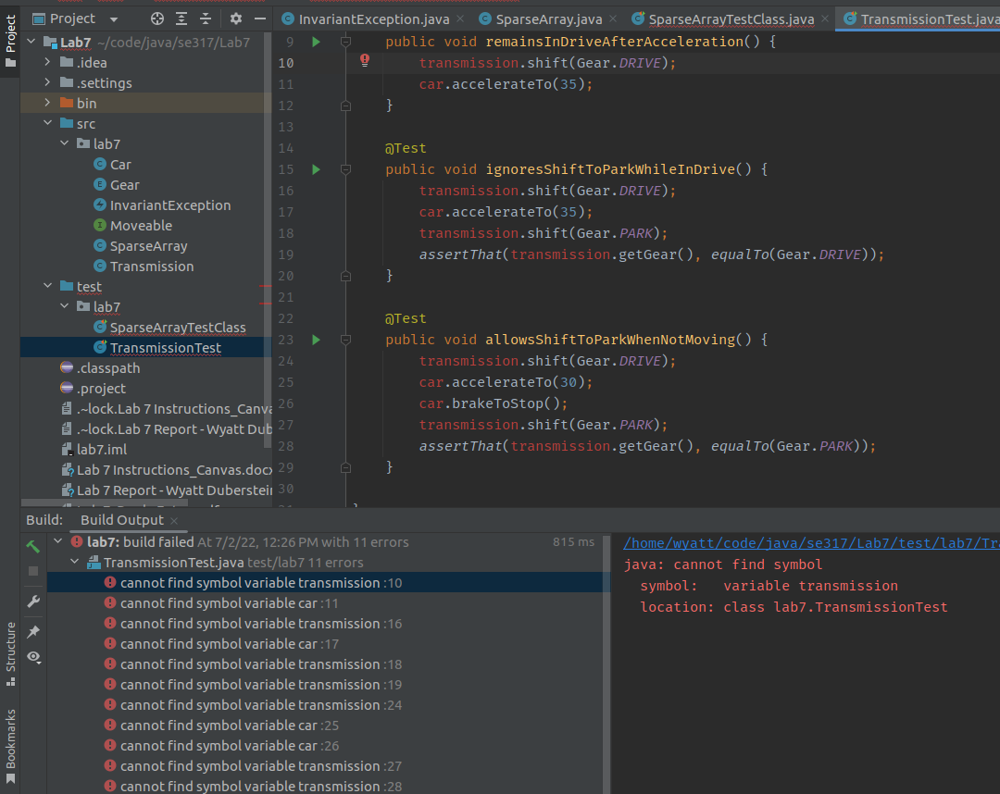 Project
InvariantException.java
SparseArray.java
SparseArrayTestClass.java
TransmissionTest.java
Project
Lab7 ~/code/java/se317/Lab7
.idea
.settings
bin
src
lab7
Car
Gear
InvariantException
Moveable
SparseArray
Transmission
test
lab7
SparseArrayTestClass
TransmissionTest
.classpath
.project
.~lock.Lab 7 Instructions_Canva
.~lock.Lab 7 Report - Wyatt Dub
lab7.iml
Lab 7 Instructions_Canvas.docx
Lab 7 Report - Wyatt Duberstein
9 public void remainsInDriveAfterAcceleration() {
10 transmission.shift(Gear.DRIVE);
11 car.accelerateTo(35);
12 }
13
14 @Test
15 public void ignoresShiftToParkWhileInDrive() {
16 transmission.shift(Gear.DRIVE);
17 car.accelerateTo(35);
18 transmission.shift(Gear.PARK);
19 assertThat(transmission.getGear(), equalTo(Gear.DRIVE));
20 }
21
22 @Test
23 public void allowsShiftToParkWhenNotMoving() {
24 transmission.shift(Gear.DRIVE);
25 car.accelerateTo(30);
26 car.brakeToStop();
27 transmission.shift(Gear.PARK);
28 assertThat(transmission.getGear(), equalTo(Gear.PARK));
29 }
30
Build: Build Output
lab7: build failed At 7/2/22, 12:26 PM with 11 errors 815 ms
TransmissionTest.java test/lab7 11 errors
cannot find symbol variable transmission :10
cannot find symbol variable car :11
cannot find symbol variable transmission :16
cannot find symbol variable car :17
cannot find symbol variable transmission :18
cannot find symbol variable transmission :19
cannot find symbol variable transmission :24
cannot find symbol variable car :25
cannot find symbol variable car :26
cannot find symbol variable transmission :27
cannot find symbol variable transmission :28
/home/wyatt/code/java/se317/Lab7/test/lab7/Tra
java: cannot find symbol
symbol: variable transmission
location: class lab7.TransmissionTest
Structure
Bookmarks